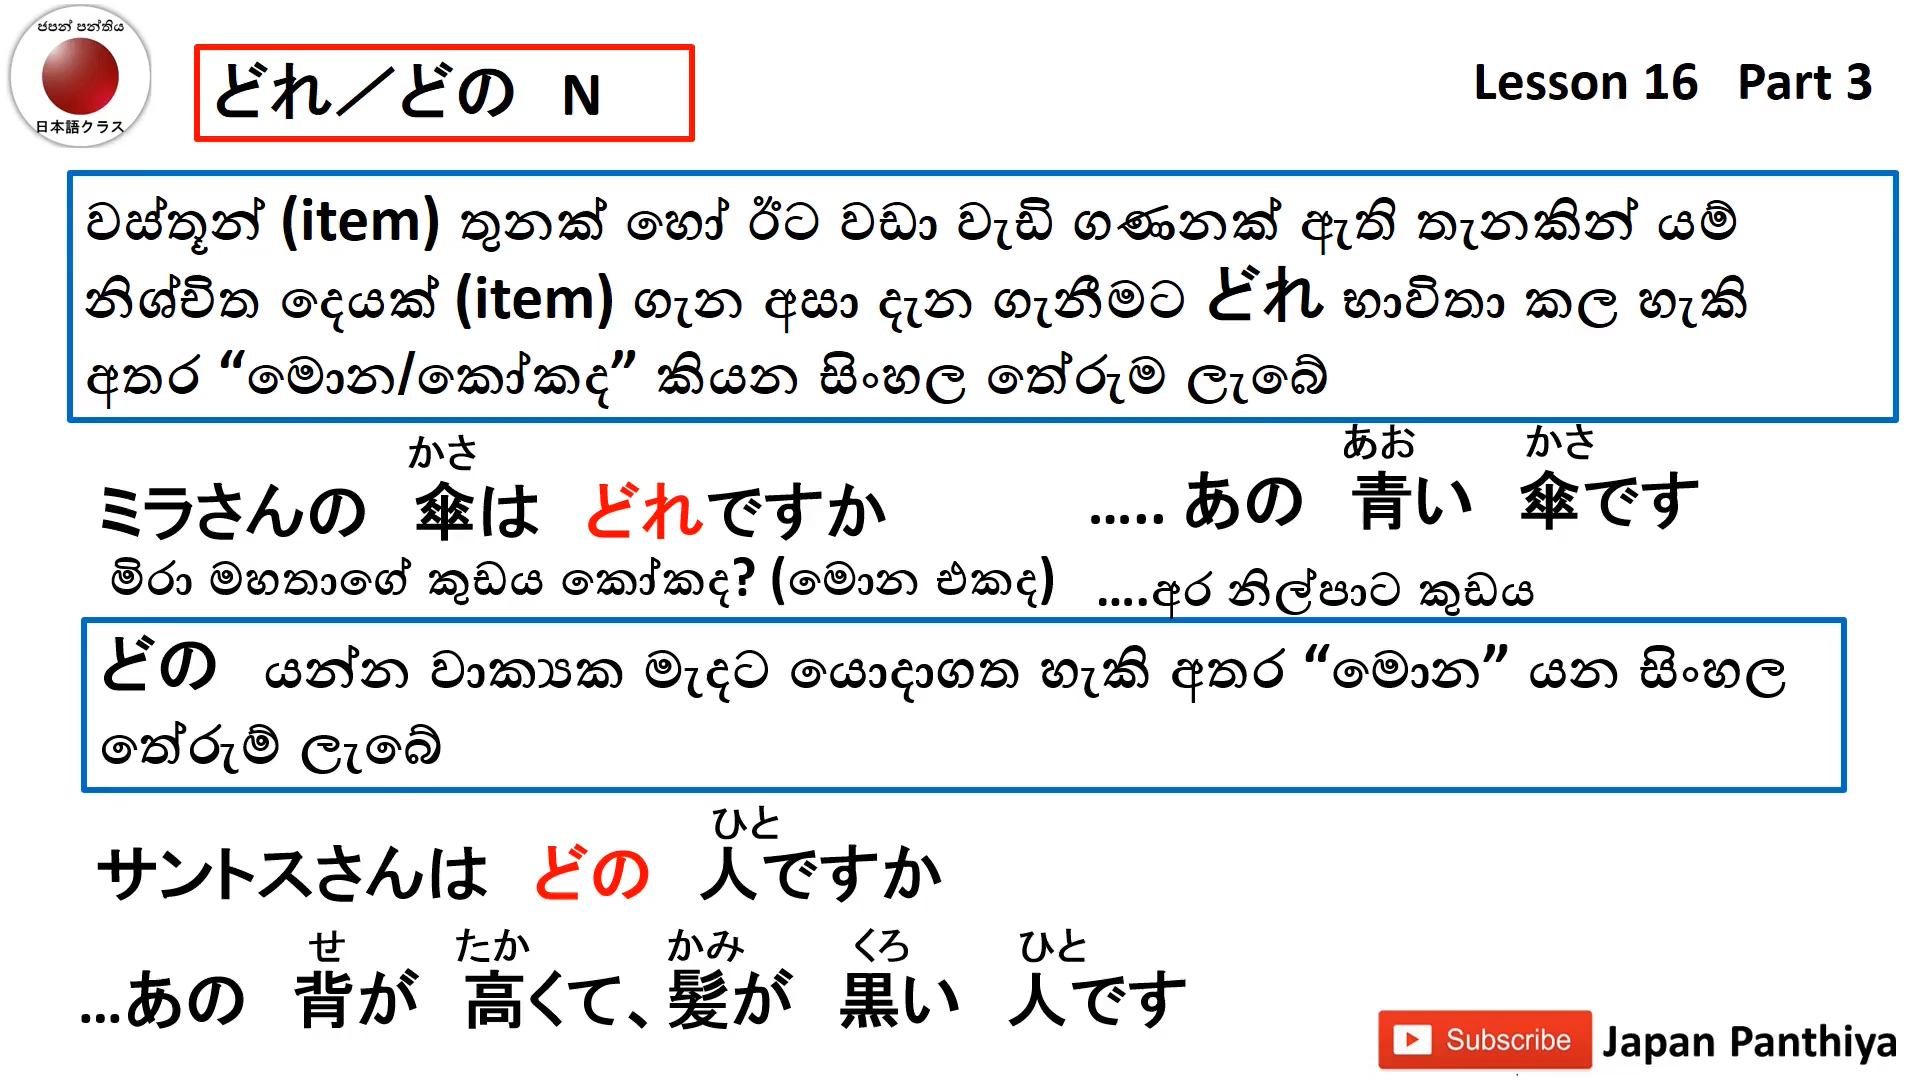 ජපන් පන්තිය
日本語クラス
どれ／どの N
Lesson 16 Part 3
වස්තූන් (item) තුනක් හෝ ඊට වඩා වැඩි ගණනක් ඇති තැනකින් යම්
නිශ්චිත දෙයක් (item) ගැන අසා දැන ගැනීමට どれ භාවිතා කල හැකි
අතර “මොන/කෝකද” කියන සිංහල තේරුම ලැබේ
かさ
ミラさんの 傘は どれですか
あお かさ
..... あの 青い 傘です
මිරා මහතාගේ කුඩය කෝකද? (මොන එකද)
....අර නිල්පාට කුඩය
どの යන්න වාක්‍යක මැදට යොදාගත හැකි අතර “මොන” යන සිංහල
තේරුම් ලැබේ
ひと
サントスさんは どの 人ですか
せ たか かみ くろ ひと
...あの 背が 高くて、髪が 黒い 人です
Subscribe
Japan Panthiya